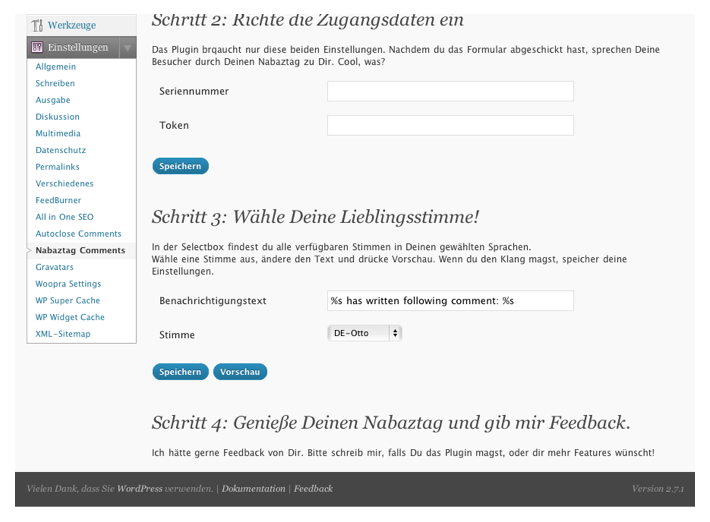 Werkzeuge
Einstellungen
Allgemein
Schreiben
Ausgabe
Diskussion
Multimedia
Datenschutz
Permalinks
Verschiedenes
FeedBurner
All in One SEO
Autoclose Comments
Nabaztag Comments
Gravatars
Woopra Settings
WP Super Cache
WP Widget Cache
XML-Sitemap
Schritt 2: Richte die Zugangsdaten ein
Das Plugin brqaucht nur diese beiden Einstellungen. Nachdem du das Formular abgeschickt hast, sprechen Deine
Besucher durch Deinen Nabaztag zu Dir. Cool, was?
Seriennummer
Token
Speichern
Schritt 3: Wähle Deine Lieblingsstimme!
In der Selectbox findest du alle verfügbaren Stimmen in Deinen gewählten Sprachen.
Wähle eine Stimme aus, ändere den Text und drücke Vorschau. Wenn du den Klang magst, speicher deine
Einstellungen.
Benachrichtigungstext %s has written following comment: %s
Stimme DE-Otto
Speichern Vorschau
Schritt 4: Genieße Deinen Nabaztag und gib mir Feedback.
Ich hätte gerne Feedback von Dir. Bitte schreib mir, falls Du das Plugin magst, oder dir mehr Features wünscht!
Vielen Dank, dass Sie WordPress verwenden. | Dokumentation | Feedback Version 2.7.1